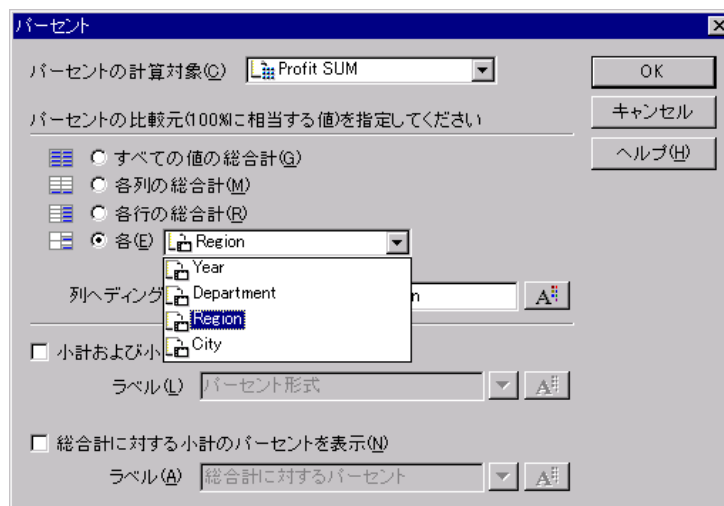 パーセント
パーセントの計算対象(C) Profit SUM
OK
キャンセル
ヘルプ(H)
パーセントの比較元(100%に相当する値)を指定してください
すべての値の総合計(G)
各列の総合計(M)
各行の総合計(R)
各(E) Region
Year
Department
Region
City
列ヘディング n A
小計および小
ラベル(L) パーセント形式 A
総合計に対する小計のパーセントを表示(N)
ラベル(A) 総合計に対するパーセント A